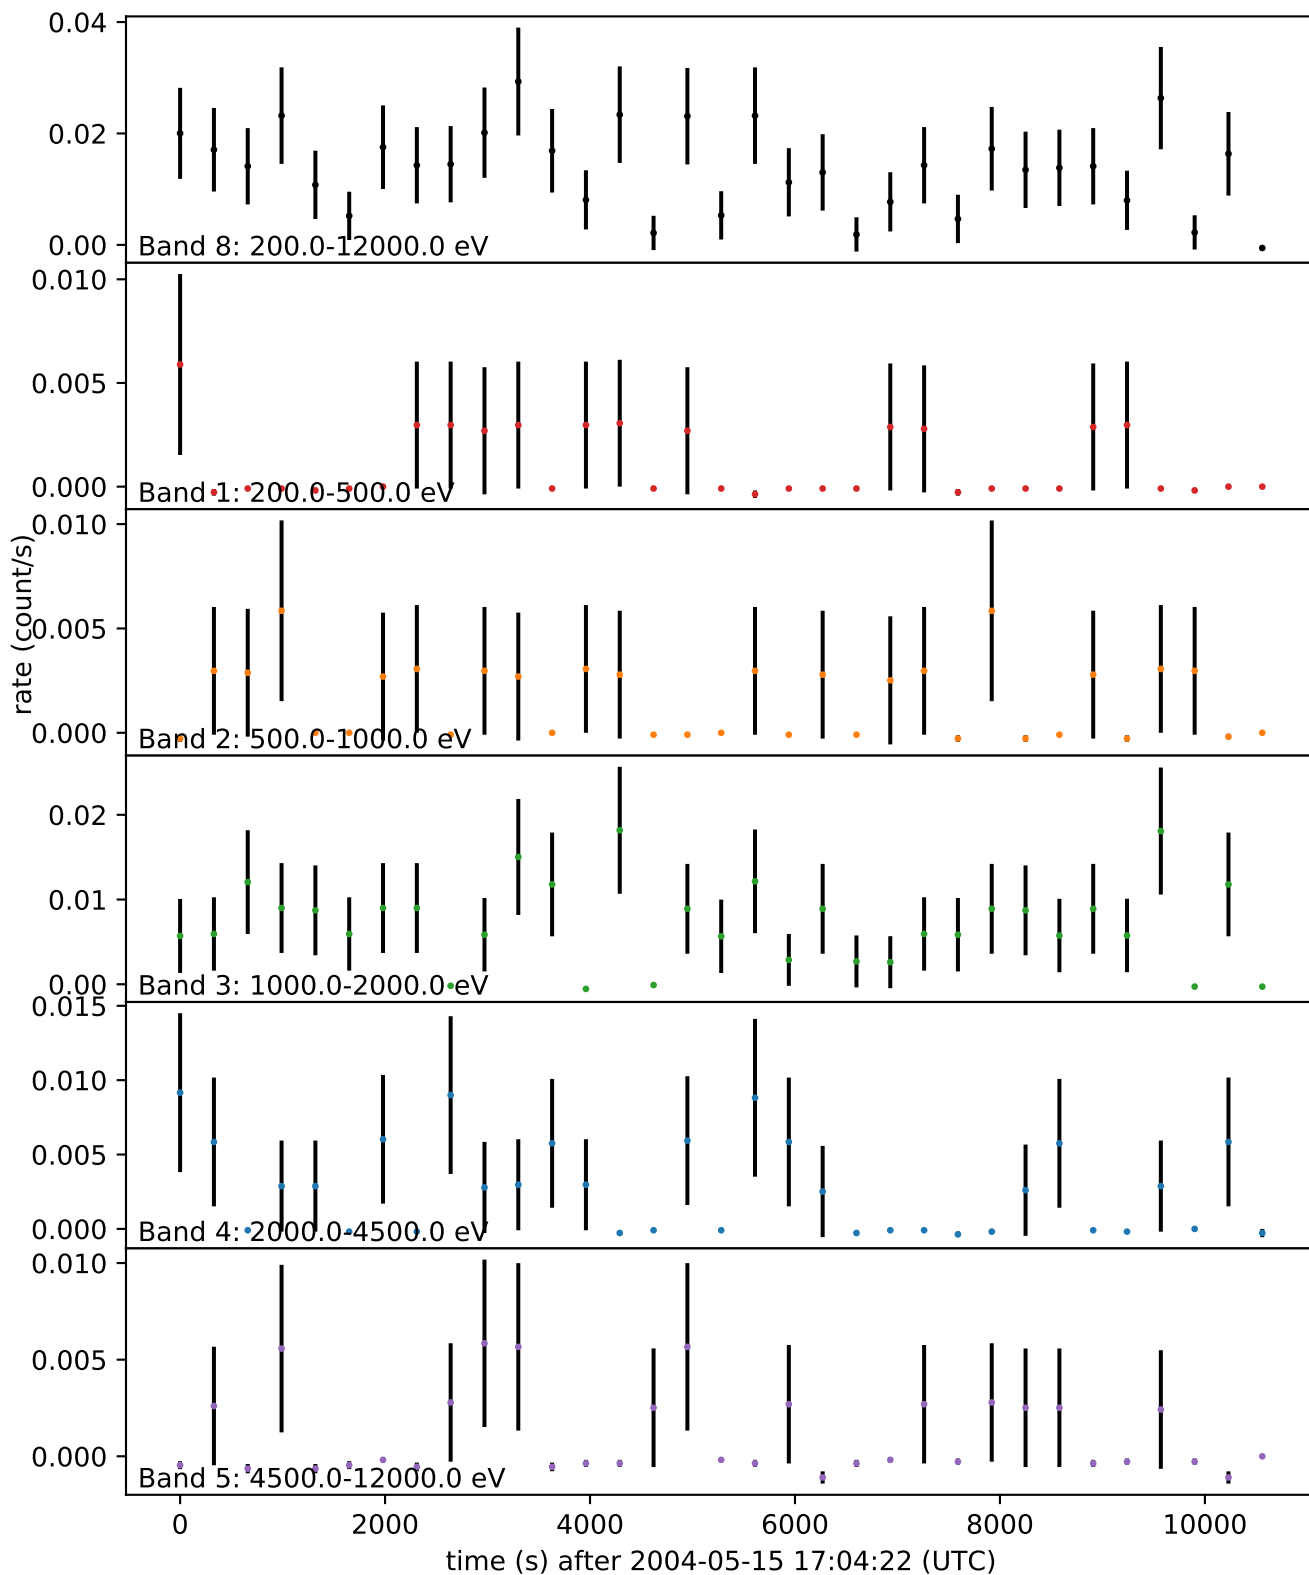 0.04
0.02
0.00
Band 8: 200.0-12000.0 eV
0.010
0.005
0.000
Band 1: 200.0-500.0 eV
rate (count/s)
0.010
0.005
0.000
Band 2: 500.0-1000.0 eV
0.02
0.01
0.00
Band 3: 1000.0-2000.0 eV
0.015
0.010
0.005
0.000
Band 4: 2000.0-4500.0 eV
0.010
0.005
0.000
Band 5: 4500.0-12000.0 eV
0 2000 4000 6000 8000 10000
time (s) after 2004-05-15 17:04:22 (UTC)